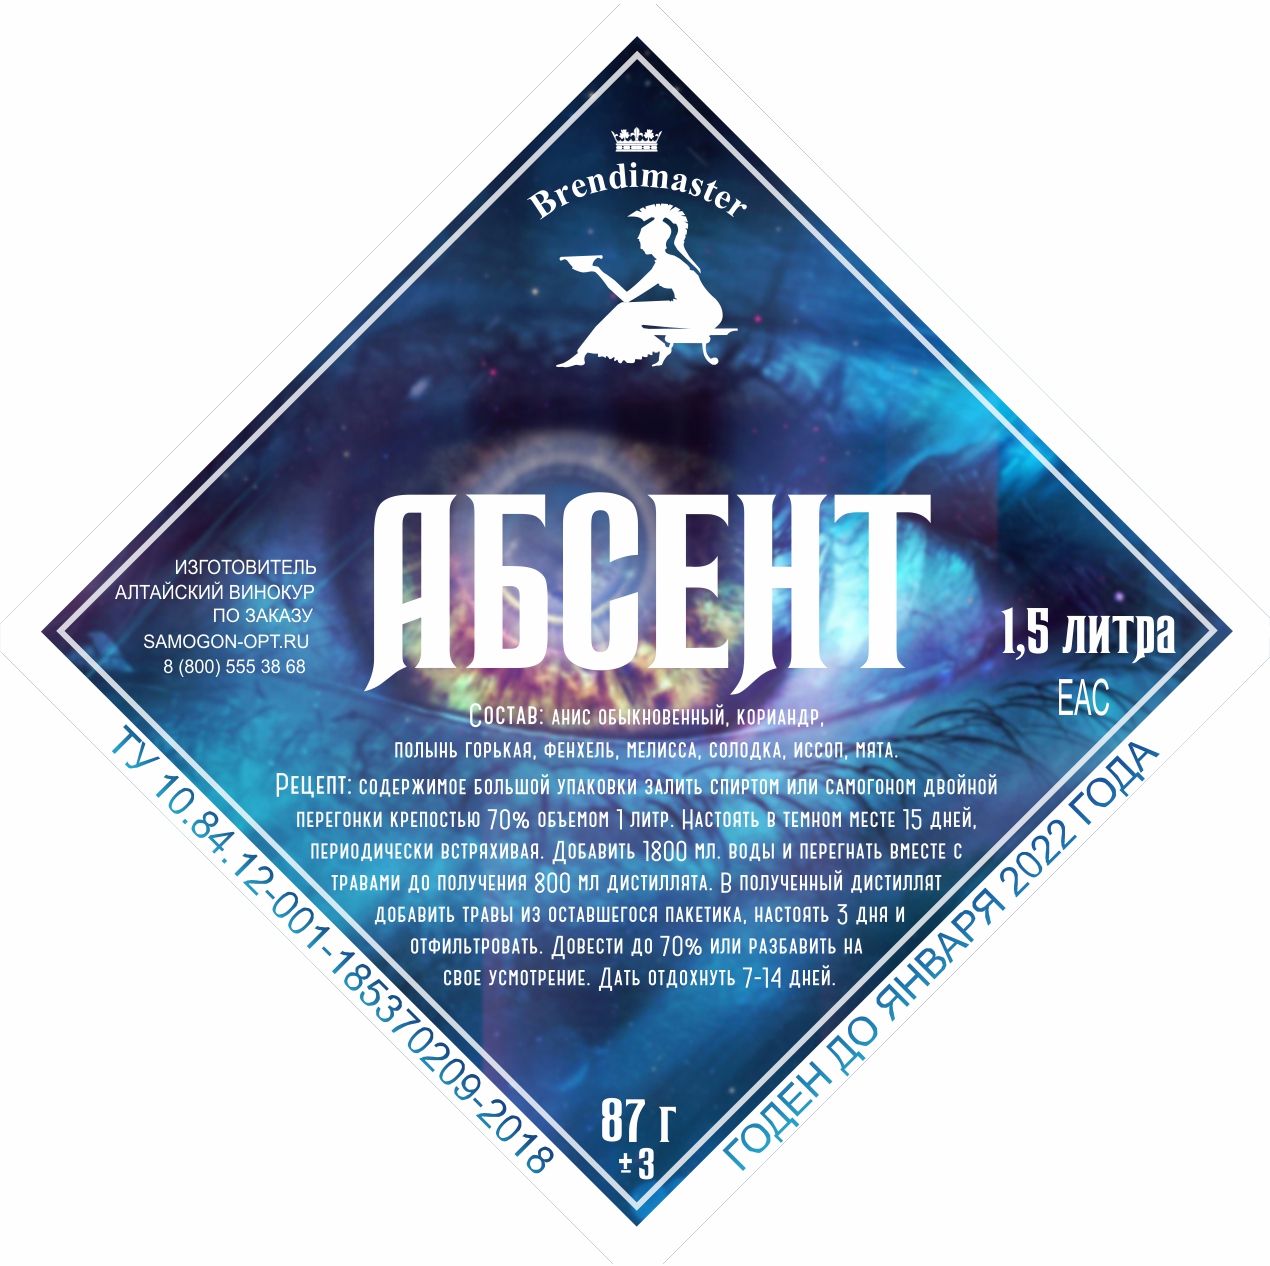 Brendimaster
АБСЕНТ
ИЗГОТОВИТЕЛЬ
АЛТАЙСКИЙ ВИНОКУР
ПО ЗАКАЗУ
SAMOGON-OPT.RU
8 (800) 555 38 68
1,5 литра
ЕАС
Состав: анис обыкновенный, кориандр,
полынь горькая, фенхель, мелисса, солодка, иссоп, мята.
Рецепт: содержимое большой упаковки залить спиртом или самогоном двойной
перегонки крепостью 70% объемом 1 литр. Настоять в темном месте 15 дней,
периодически встряхивая. Добавить 1800 мл. воды и перегнать вместе с
травами до получения 800 мл дистиллята. В полученный дистиллят
добавить травы из оставшегося пакетика, настоять 3 дня и
отфильтровать. Довести до 70% или разбавить на
свое усмотрение. Дать отдохнуть 7-14 дней.
87 г
±3
ТУ 10.84.12-001-185370209-2018
ГОДЕН ДО ЯНВАРЯ 2022 ГОДА